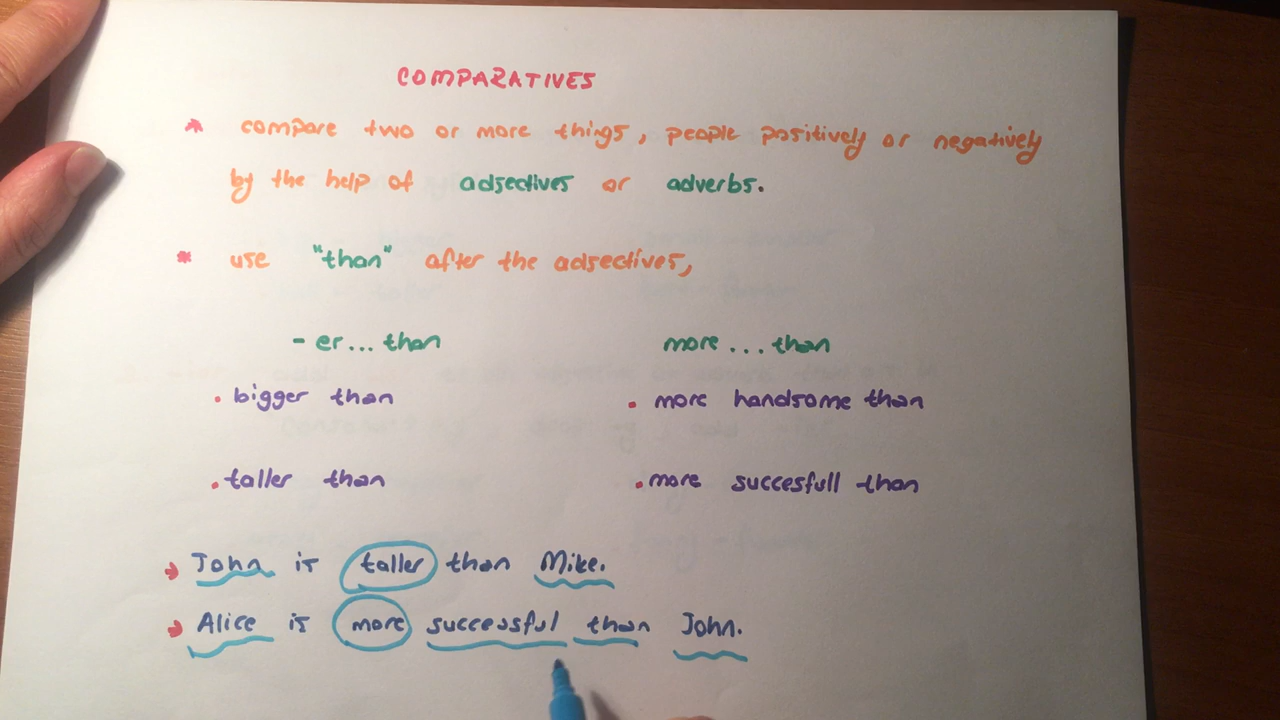 COMPARATIVES
* compare two or more things, people positively or negatively
by the help of adjectives or adverbs.
* use "than" after the adjectives,
- er... than more ... than
. bigger than . more handsome than
. taller than . more succesfull than
→ John is taller than Mike.
→ Alice is more successful than John.